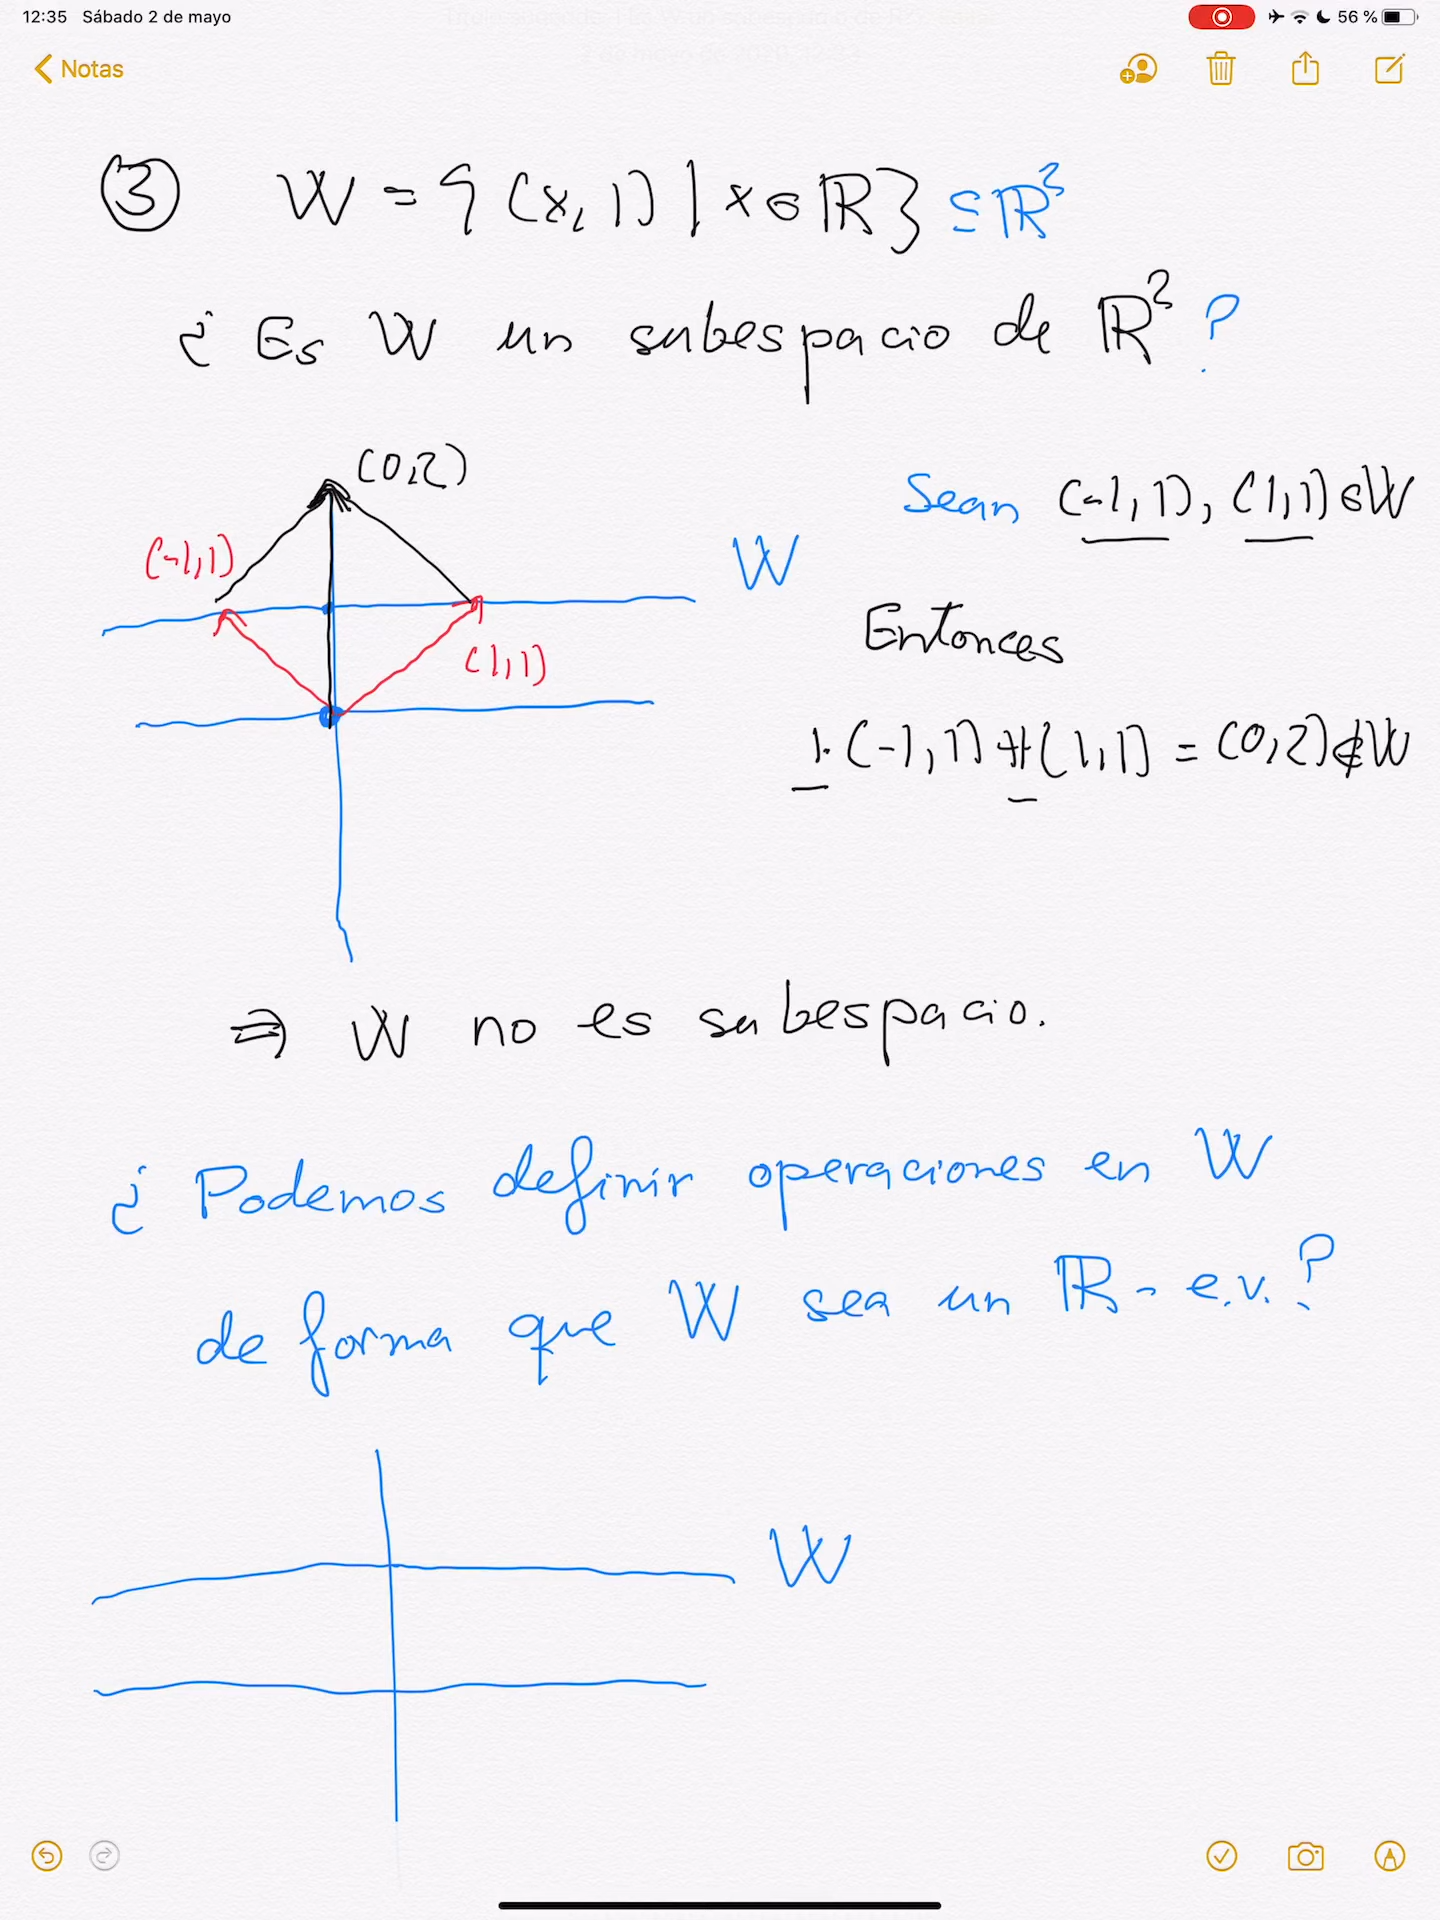 12:35 Sábado 2 de mayo 56 %
Notas
3 W = { (x, 1) | x ∈ ℝ } ⊆ ℝ²
¿ Es W un subespacio de ℝ² ?
(0,2)
Sean (-1,1), (1,1) ∈ W
(-1,1)
W
Entonces
(1,1)
1·(-1,1) + (1,1) = (0,2) ∉ W
⇒ W no es subespacio.
¿ Podemos definir operaciones en W
de forma que W sea un ℝ - e.v. ?
W